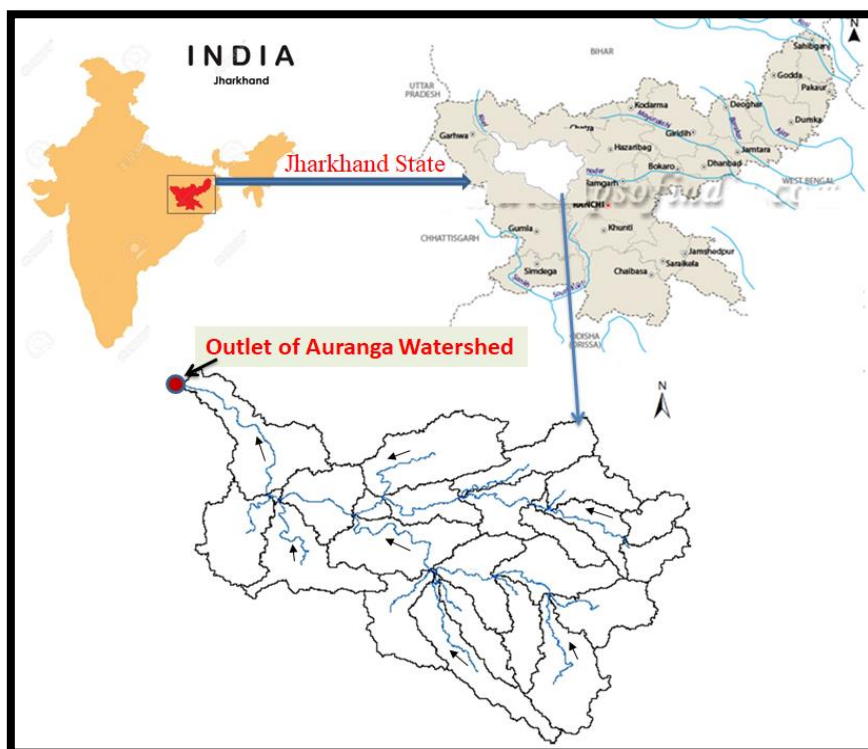 INDIA
Jharkhand
Jharkhand State
N
BIHAR
UTTAR
PRADESH
Sahibganj
Godda
Pakaur
Kodarma
Deoghar
Dumka
Garhwa
Giridih
Hazaribag
Jamtara
Bokaro
Dhanbad
Ramgarh
WEST BENGAL
RANCHI
Gumla
Khunti
CHHATTISGARH
Jamshedpur
Saraikela
Simdega
Chaibasa
ODISHA
(ORISSA)
Outlet of Auranga Watershed
N